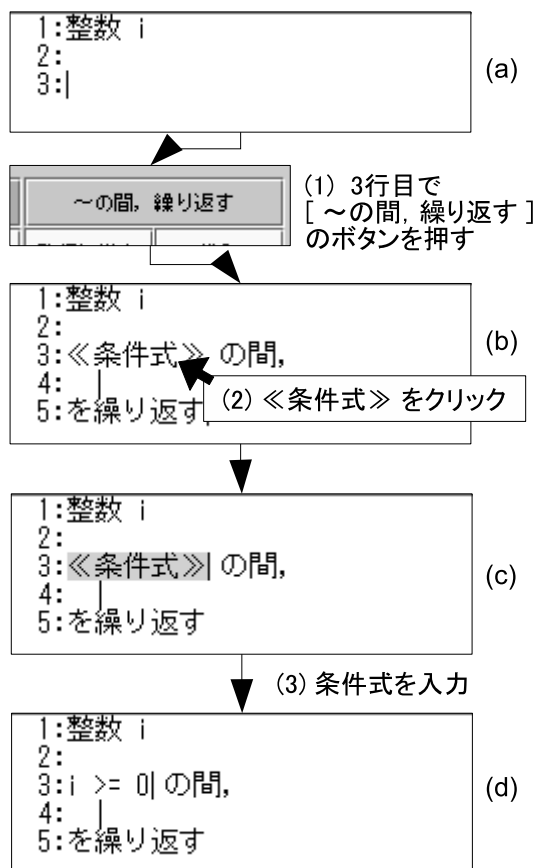 1:整数 i
2:
3:|
(a)
～の間, 繰り返す
(1) 3行目で
[ ～の間, 繰り返す ]
のボタンを押す
1:整数 i
2:
3:≪条件式≫ の間,
4: |
5:を繰り返す
(b)
(2) ≪条件式≫ をクリック
1:整数 i
2:
3:≪条件式≫| の間,
4: |
5:を繰り返す
(c)
(3) 条件式を入力
1:整数 i
2:
3:i >= 0| の間,
4: |
5:を繰り返す
(d)